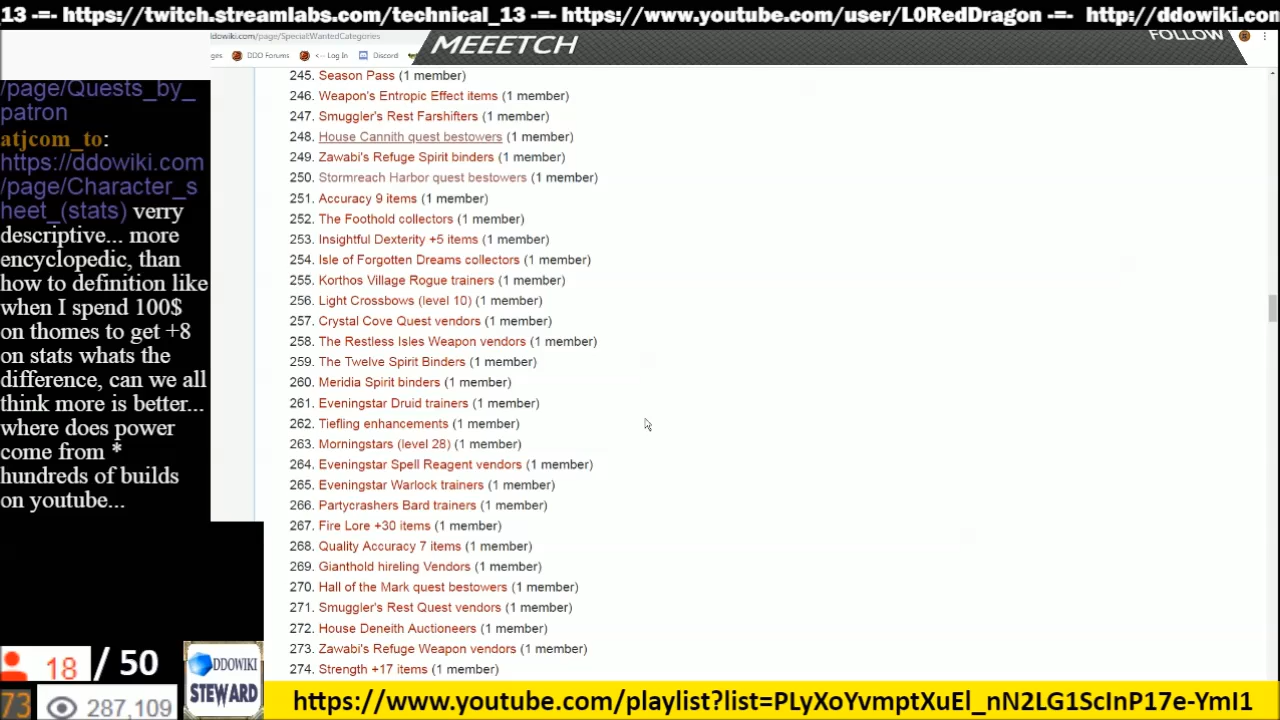 13 -=- https://twitch.streamlabs.com/technical_13 -=- https://www.youtube.com/user/L0RedDragon -=- http://ddowiki.con
ddowiki.com/page/Special:WantedCategories
MEEETCH
FOLLOW
ges DDO Forums <-- Log In Discord
/page/Quests_by_
patron
atjcom_to:
https://ddowiki.com
/page/Character_s
heet_(stats) verry
descriptive... more
encyclopedic, than
how to definition like
when I spend 100$
on thomes to get +8
on stats whats the
difference, can we all
think more is better...
where does power
come from *
hundreds of builds
on youtube...
245. Season Pass (1 member)
246. Weapon's Entropic Effect items (1 member)
247. Smuggler's Rest Farshifters (1 member)
248. House Cannith quest bestowers (1 member)
249. Zawabi's Refuge Spirit binders (1 member)
250. Stormreach Harbor quest bestowers (1 member)
251. Accuracy 9 items (1 member)
252. The Foothold collectors (1 member)
253. Insightful Dexterity +5 items (1 member)
254. Isle of Forgotten Dreams collectors (1 member)
255. Korthos Village Rogue trainers (1 member)
256. Light Crossbows (level 10) (1 member)
257. Crystal Cove Quest vendors (1 member)
258. The Restless Isles Weapon vendors (1 member)
259. The Twelve Spirit Binders (1 member)
260. Meridia Spirit binders (1 member)
261. Eveningstar Druid trainers (1 member)
262. Tiefling enhancements (1 member)
263. Morningstars (level 28) (1 member)
264. Eveningstar Spell Reagent vendors (1 member)
265. Eveningstar Warlock trainers (1 member)
266. Partycrashers Bard trainers (1 member)
267. Fire Lore +30 items (1 member)
268. Quality Accuracy 7 items (1 member)
269. Gianthold hireling Vendors (1 member)
270. Hall of the Mark quest bestowers (1 member)
271. Smuggler's Rest Quest vendors (1 member)
272. House Deneith Auctioneers (1 member)
273. Zawabi's Refuge Weapon vendors (1 member)
274. Strength +17 items (1 member)
18 / 50
73 287,109
DDOWIKI
STEWARD
https://www.youtube.com/playlist?list=PLyXoYvmptXuEl_nN2LG1ScInP17e-YmI1